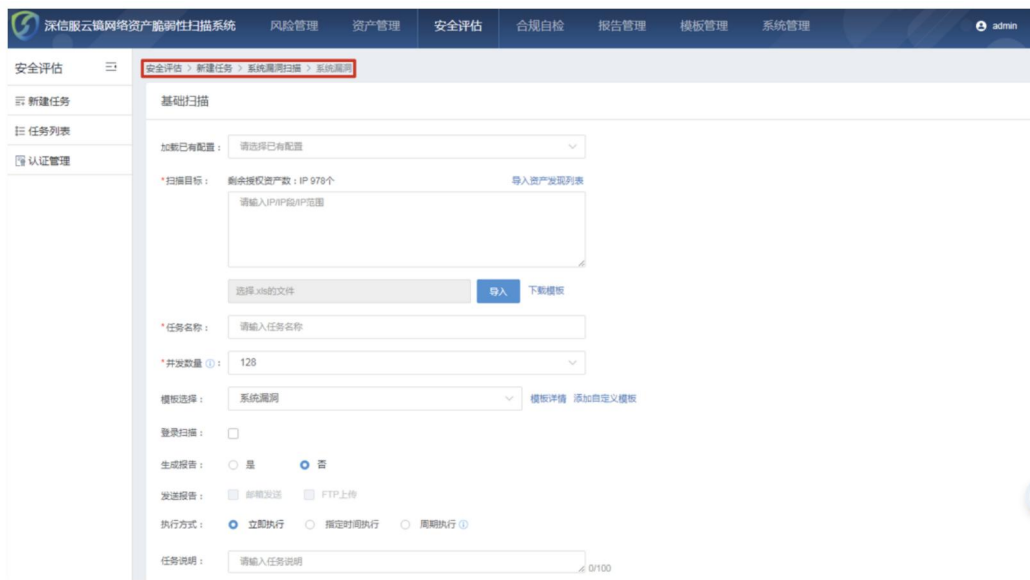 深信服云镜网络资产脆弱性扫描系统 风险管理 资产管理 安全评估 合规自检 报告管理 模板管理 系统管理 admin
安全评估
安全评估 > 新建任务 > 系统漏洞扫描 > 系统漏洞
新建任务
任务列表
认证管理
基础扫描
加载已有配置： 请选择已有配置
*扫描目标： 剩余授权资产数：IP 978个 导入资产发现列表
请输入IP/IP段/IP范围
选择.xls的文件 导入 下载模板
*任务名称： 请输入任务名称
*并发数量 ： 128
模板选择： 系统漏洞 模板详情 添加自定义模板
登录扫描：
生成报告： 是 否
发送报告： 邮箱发送 FTP上传
执行方式： 立即执行 指定时间执行 周期执行
任务说明： 请输入任务说明 0/100